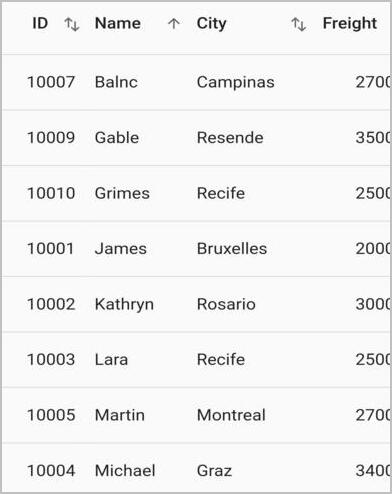 ID Name City Freight
10007 Balnc Campinas 2700
10009 Gable Resende 3500
10010 Grimes Recife 2500
10001 James Bruxelles 2000
10002 Kathryn Rosario 3000
10003 Lara Recife 2500
10005 Martin Montreal 2700
10004 Michael Graz 3400